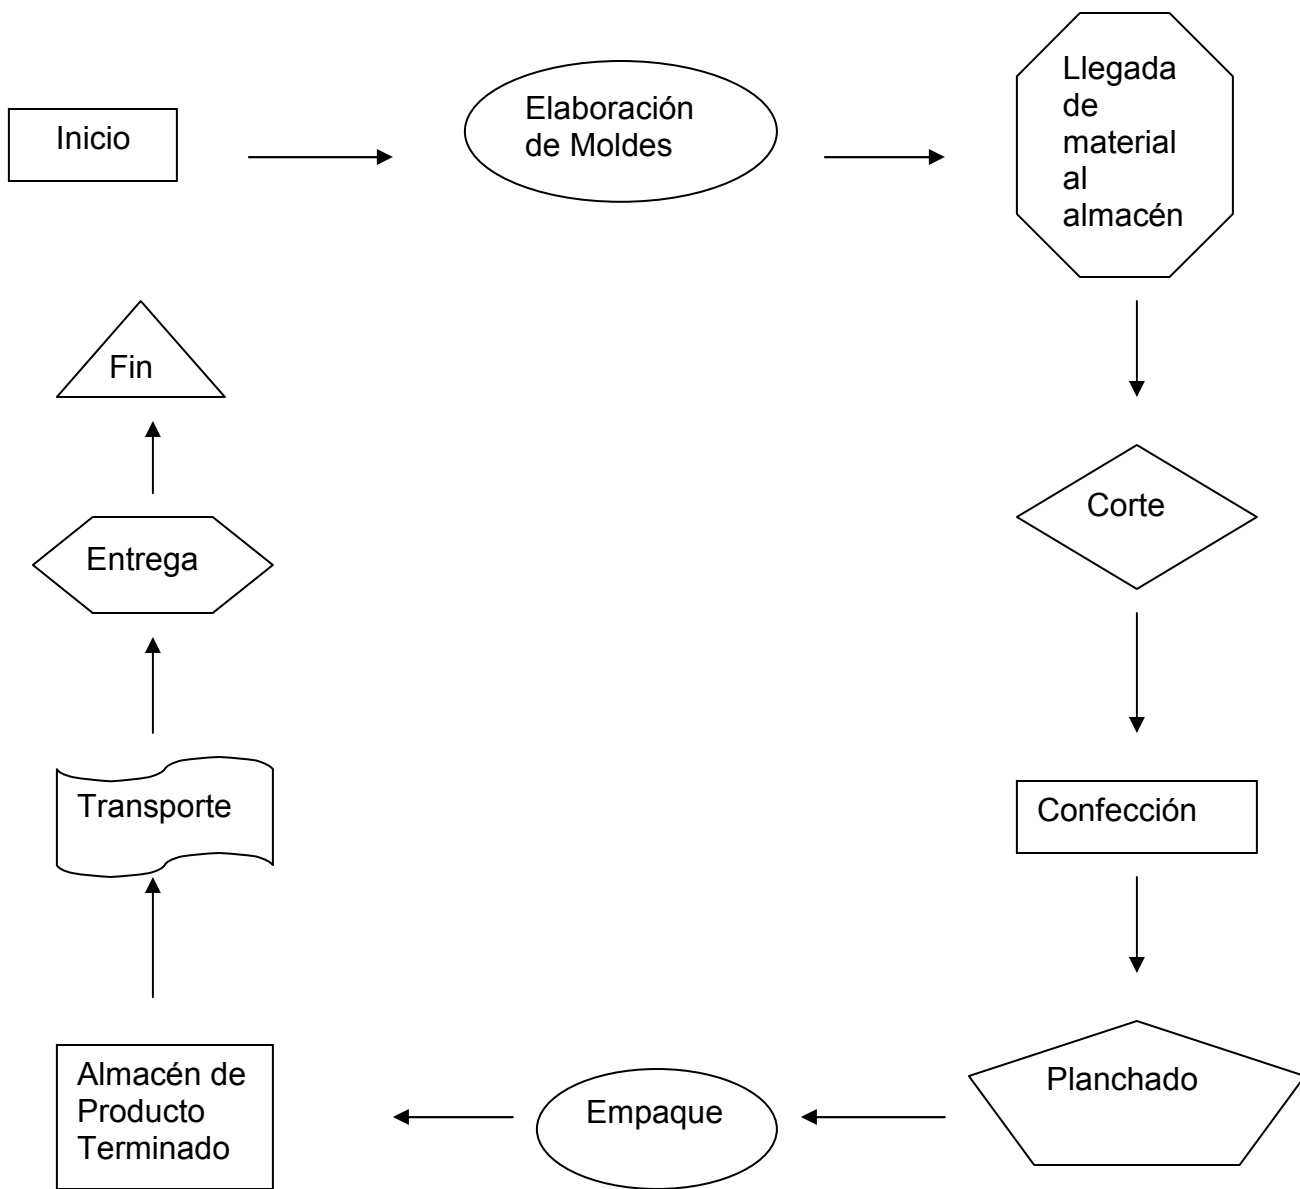 Inicio
Elaboración
de Moldes
Llegada
de
material
al
almacén
Corte
Confección
Planchado
Empaque
Almacén de
Producto
Terminado
Transporte
Entrega
Fin